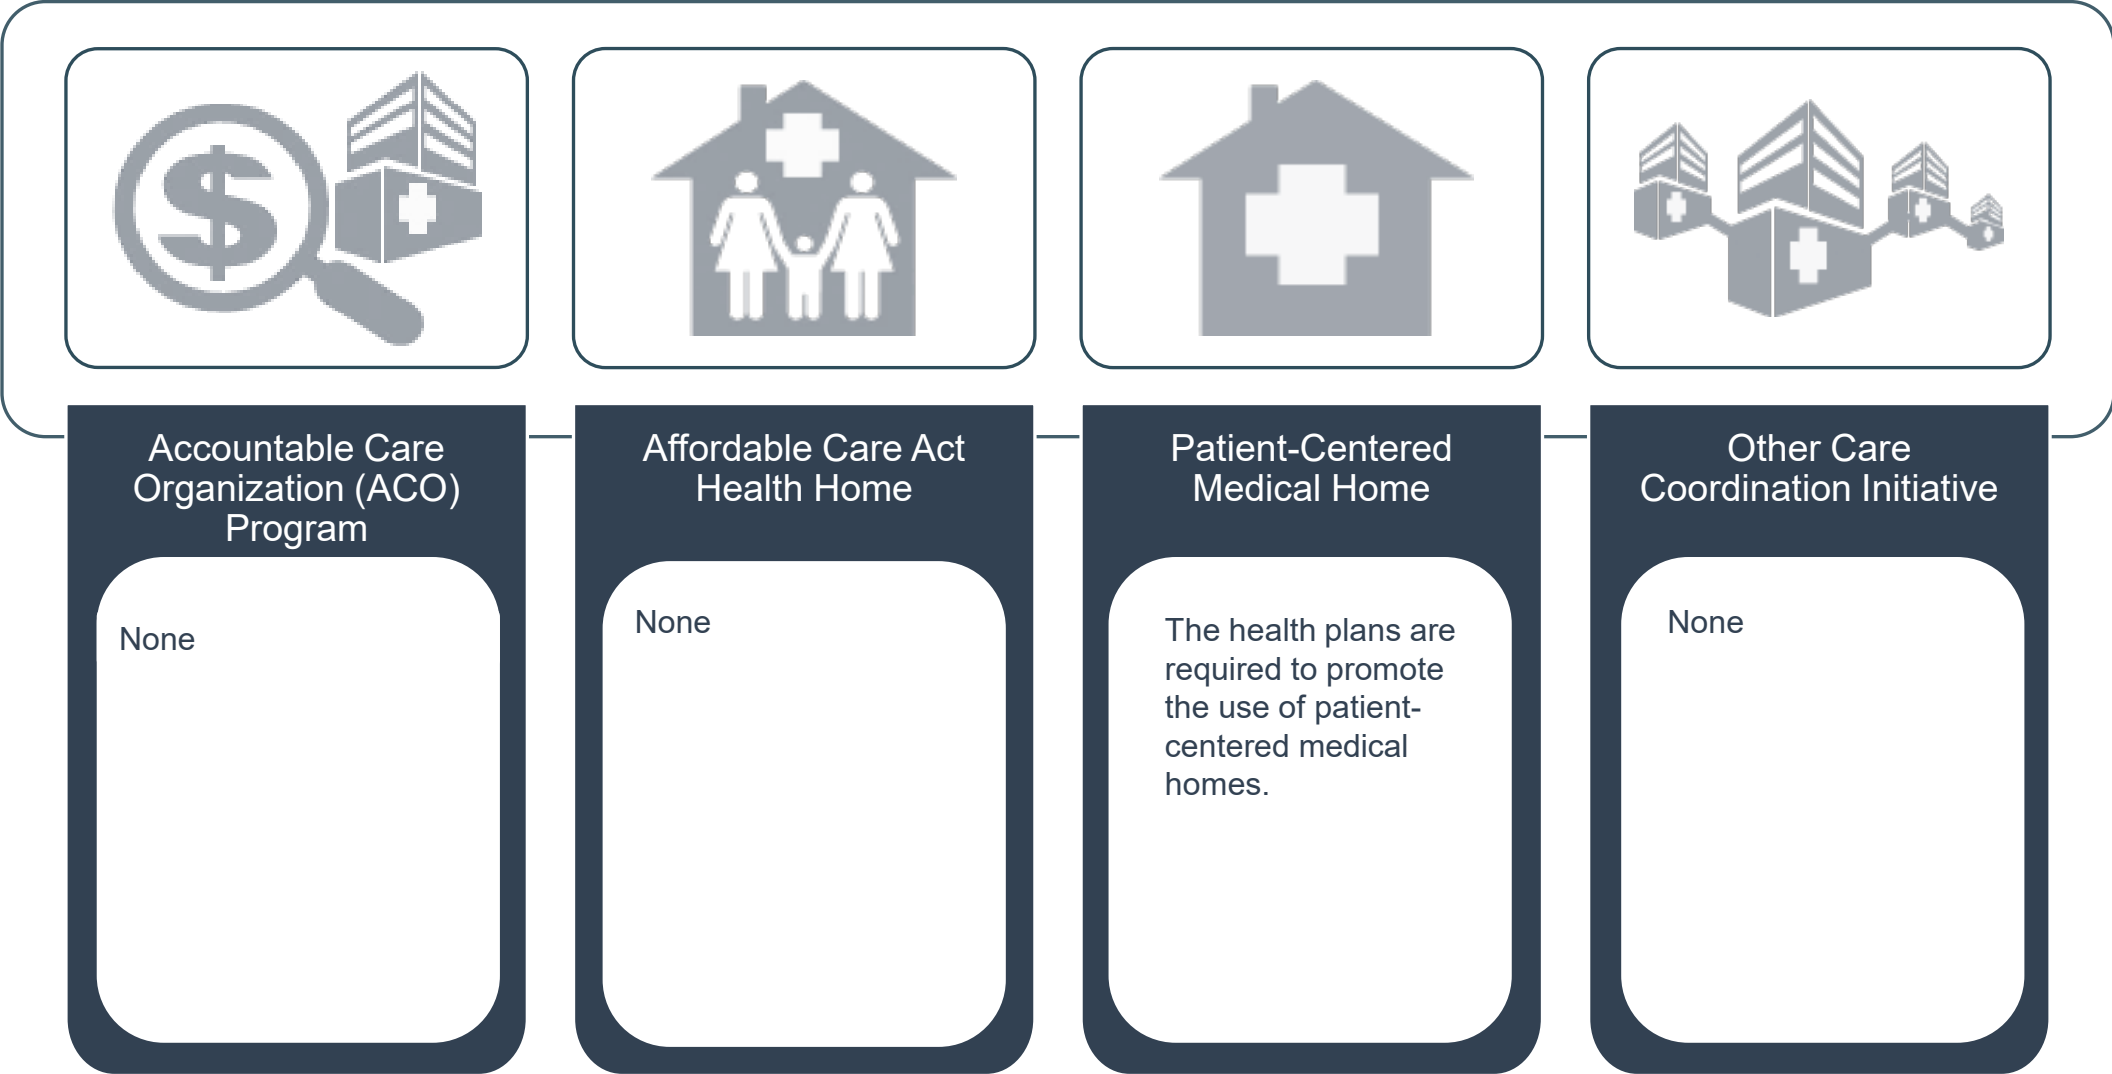 Accountable Care
Organization (ACO)
Program
None
Affordable Care Act
Health Home
None
Patient-Centered
Medical Home
The health plans are
required to promote
the use of patient-
centered medical
homes.
Other Care
Coordination Initiative
None